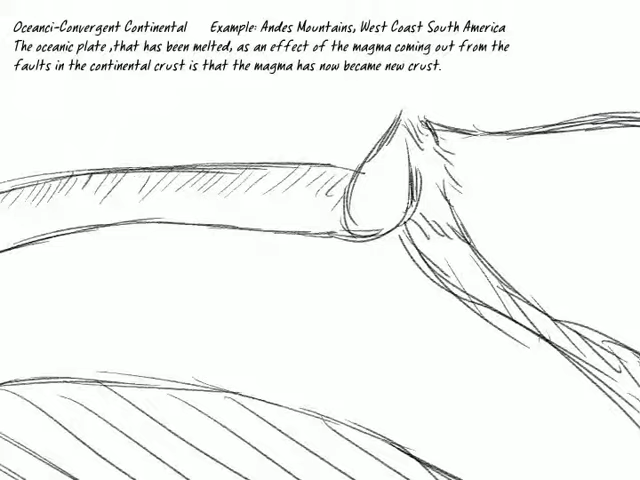 Oceanci-Convergent Continental Example: Andes Mountains, West Coast South America
The oceanic plate ,that has been melted, as an effect of the magma coming out from the
faults in the continental crust is that the magma has now became new crust.